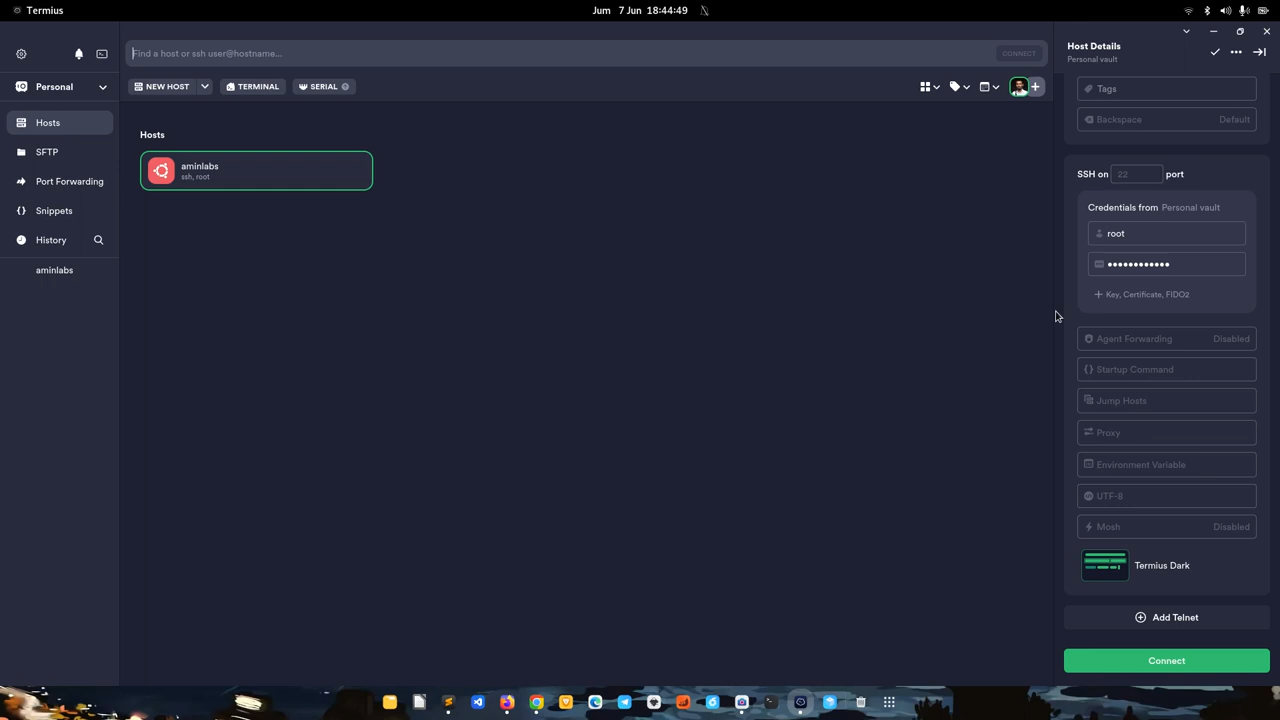 Termius
Jum 7 Jun 18:44:49
Find a host or ssh user@hostname...
CONNECT
Host Details
Personal vault
Personal
NEW HOST
TERMINAL
SERIAL
Hosts
SFTP
Port Forwarding
Snippets
History
aminlabs
Hosts
aminlabs
ssh, root
Tags
Backspace Default
SSH on 22 port
Credentials from Personal vault
root
••••••••••••
Key, Certificate, FIDO2
Agent Forwarding Disabled
Startup Command
Jump Hosts
Proxy
Environment Variable
UTF-8
Mosh Disabled
Termius Dark
Add Telnet
Connect